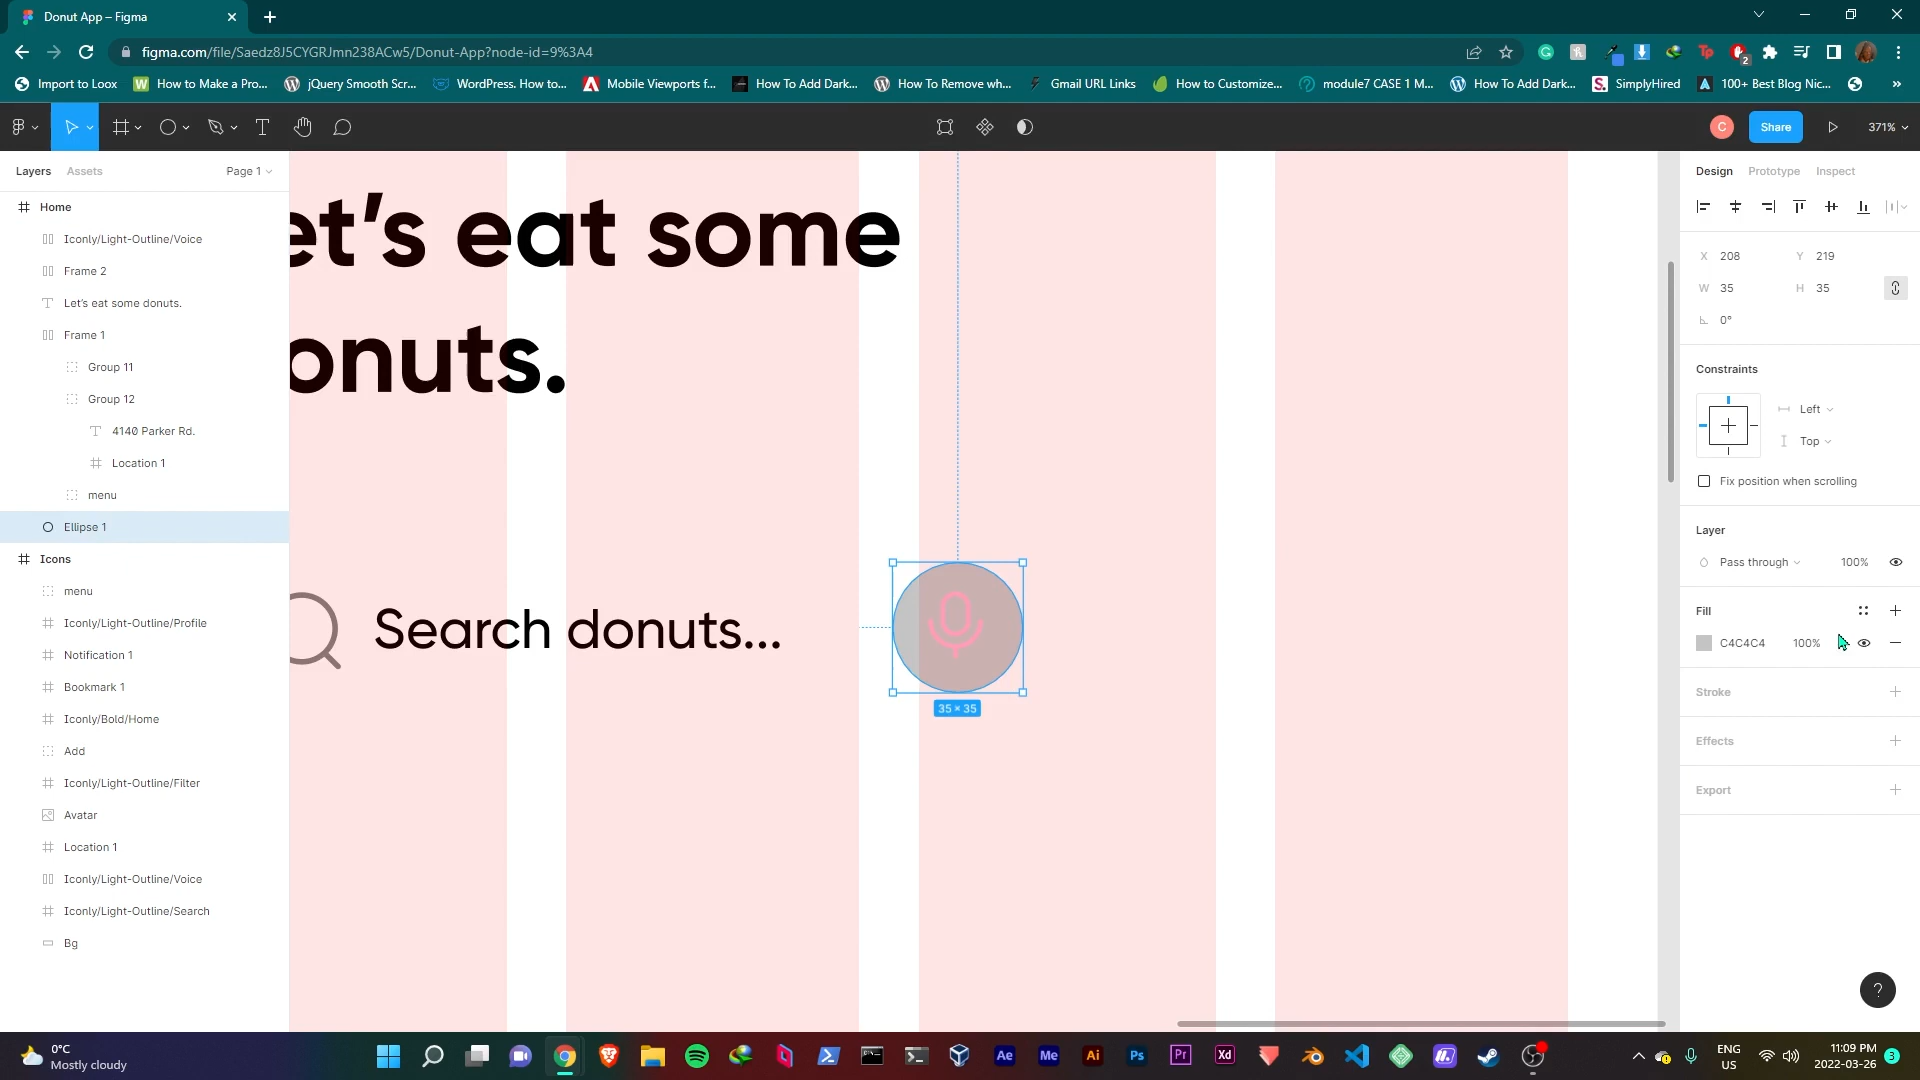 Donut App – Figma
figma.com/file/Saedz8J5CYGRJmn238ACw5/Donut-App?node-id=9%3A4
2
Import to Loox
How to Make a Pro...
jQuery Smooth Scr...
WordPress. How to...
Mobile Viewports f...
How To Add Dark...
How To Remove wh...
Gmail URL Links
How to Customize...
module7 CASE 1 M...
How To Add Dark...
SimplyHired
100+ Best Blog Nic...
C
Share
371%
Layers
Assets
Page 1
Home
Iconly/Light-Outline/Voice
Frame 2
Let's eat some donuts.
Frame 1
Group 11
Group 12
4140 Parker Rd.
Location 1
menu
Ellipse 1
Icons
menu
Iconly/Light-Outline/Profile
Notification 1
Bookmark 1
Iconly/Bold/Home
Add
Iconly/Light-Outline/Filter
Avatar
Location 1
Iconly/Light-Outline/Voice
Iconly/Light-Outline/Search
Bg
et's eat some
onuts.
Search donuts...
35 × 35
Design
Prototype
Inspect
X 208 Y 219
W 35 H 35
0°
Constraints
Left
Top
Fix position when scrolling
Layer
Pass through 100%
Fill
C4C4C4 100%
Stroke
Effects
Export
?
0°C
Mostly cloudy
Ae
Me
Ai
Ps
Pr
Xd
ENG
US
11:09 PM
2022-03-26
3